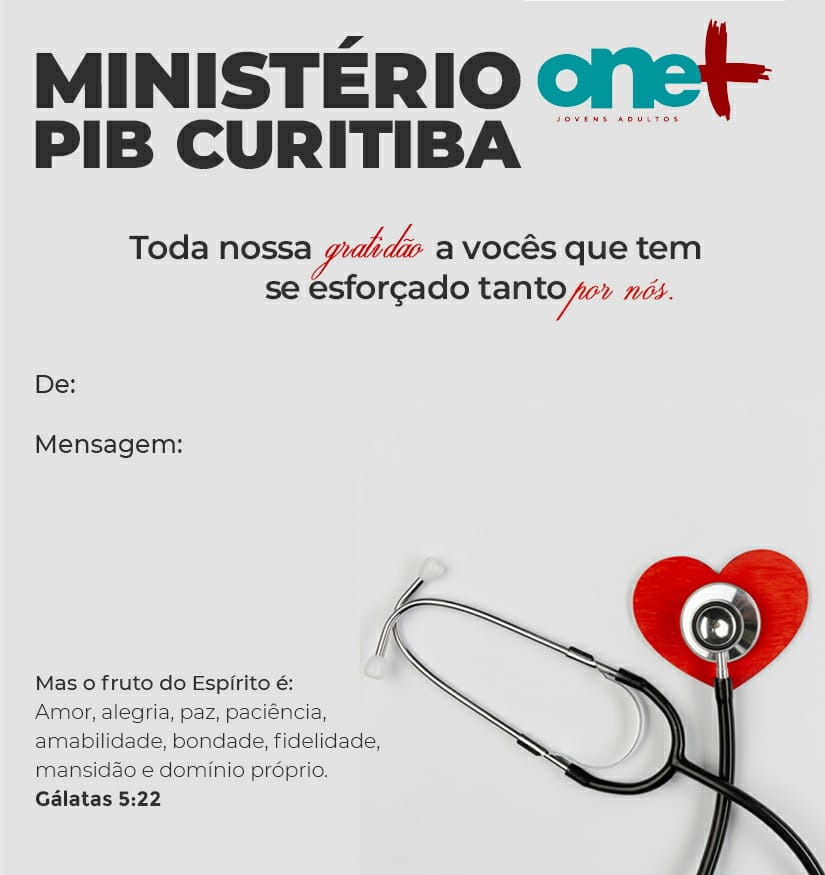 MINISTÉRIO one+
JOVENS ADULTOS
PIB CURITIBA
Toda nossa gratidão a vocês que tem
se esforçado tanto por nós.
De:
Mensagem:
Mas o fruto do Espírito é:
Amor, alegria, paz, paciência,
amabilidade, bondade, fidelidade,
mansidão e domínio próprio.
Gálatas 5:22